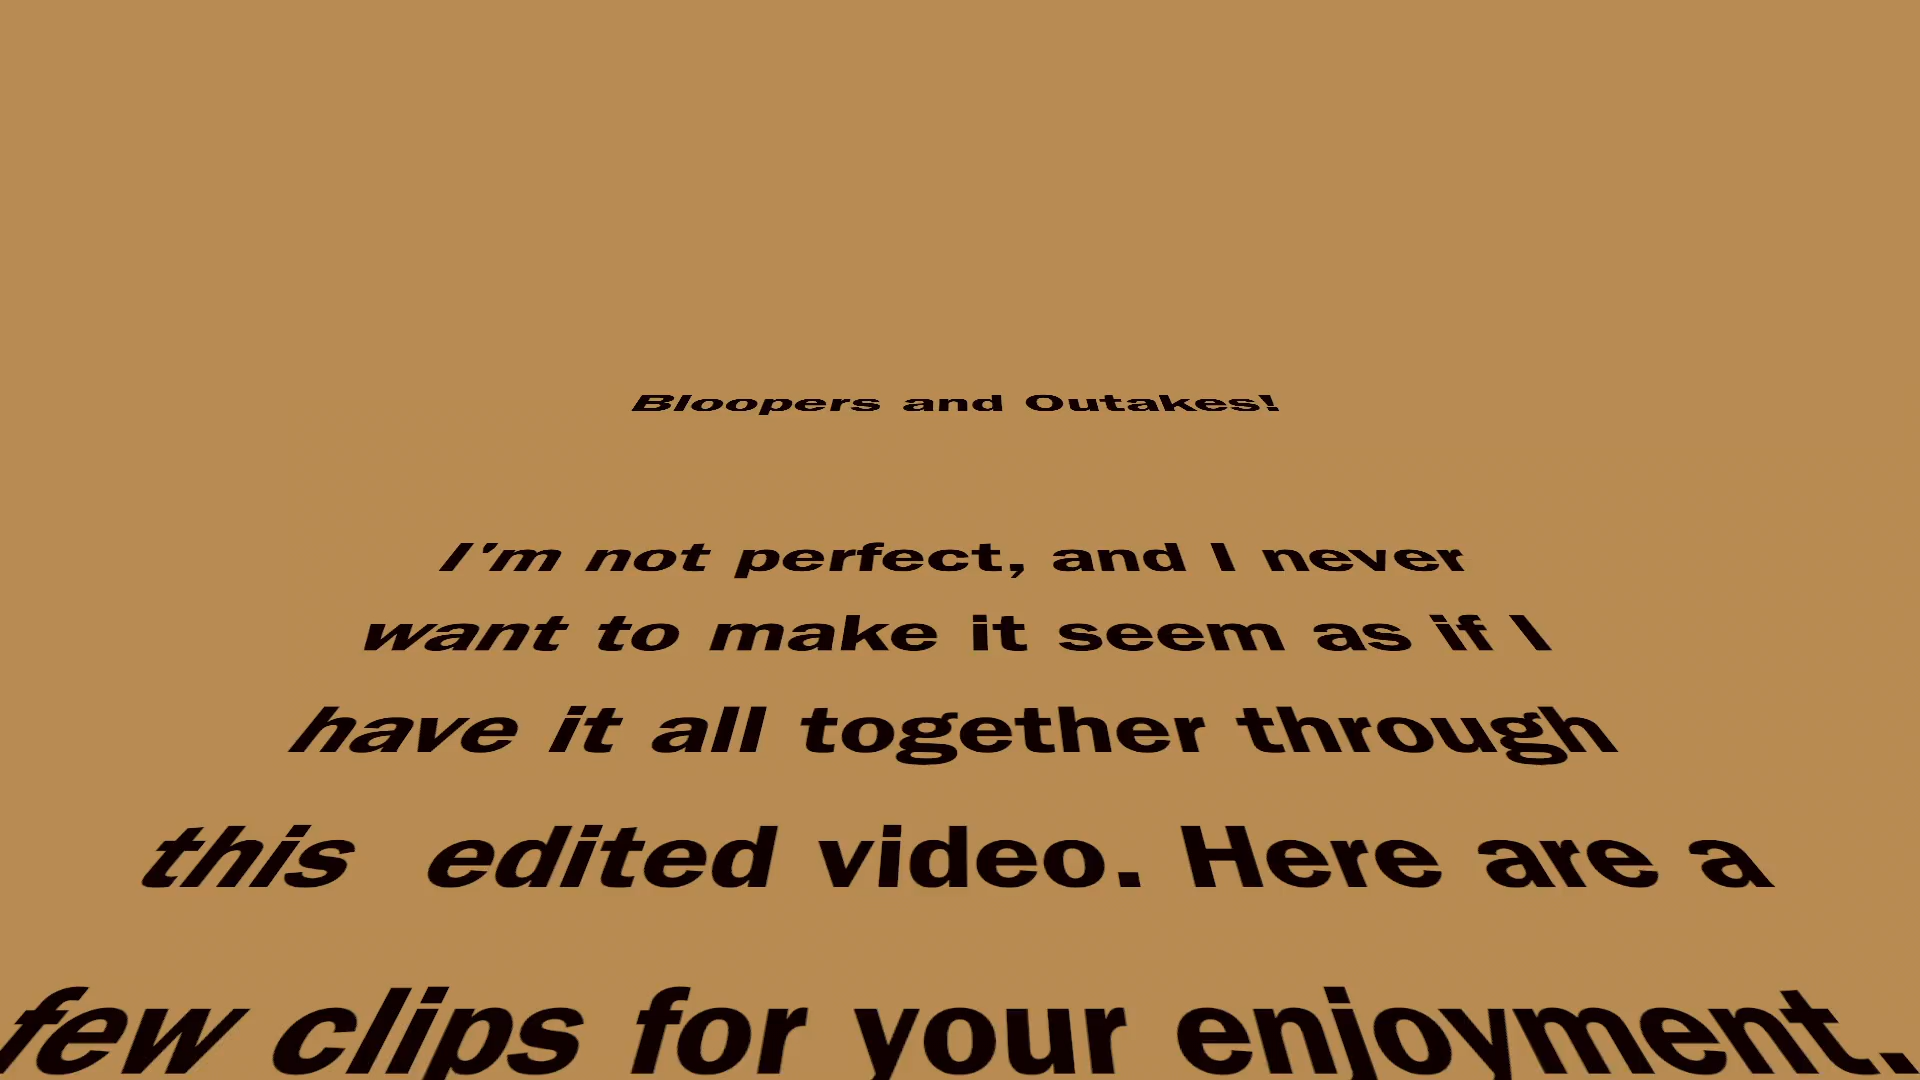 Bloopers and Outakes!
I'm not perfect, and I never
want to make it seem as if I
have it all together through
this  edited video. Here are a
few clips for your enjoyment.